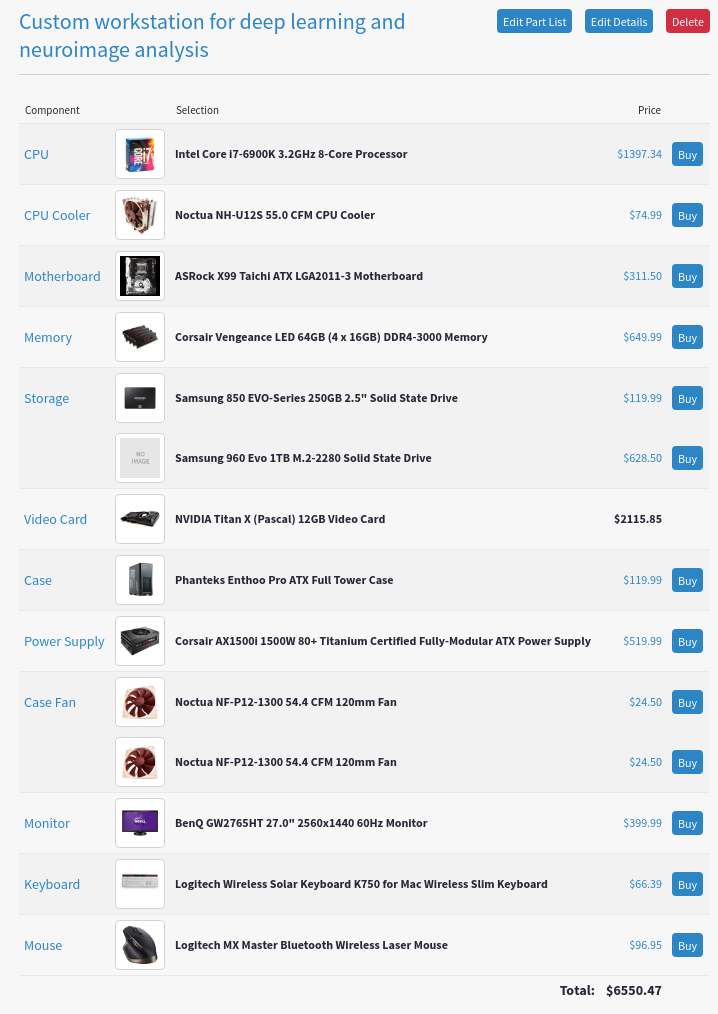 Custom workstation for deep learning and
neuroimage analysis
Edit Part List Edit Details Delete
Component Selection Price
CPU Intel Core i7-6900K 3.2GHz 8-Core Processor $1397.34 Buy
CPU Cooler Noctua NH-U12S 55.0 CFM CPU Cooler $74.99 Buy
Motherboard ASRock X99 Taichi ATX LGA2011-3 Motherboard $311.50 Buy
Memory Corsair Vengeance LED 64GB (4 x 16GB) DDR4-3000 Memory $649.99 Buy
Storage Samsung 850 EVO-Series 250GB 2.5" Solid State Drive $119.99 Buy
NO
IMAGE
Samsung 960 Evo 1TB M.2-2280 Solid State Drive $628.50 Buy
Video Card NVIDIA Titan X (Pascal) 12GB Video Card $2115.85
Case Phanteks Enthoo Pro ATX Full Tower Case $119.99 Buy
Power Supply Corsair AX1500i 1500W 80+ Titanium Certified Fully-Modular ATX Power Supply $519.99 Buy
Case Fan Noctua NF-P12-1300 54.4 CFM 120mm Fan $24.50 Buy
Noctua NF-P12-1300 54.4 CFM 120mm Fan $24.50 Buy
Monitor BenQ GW2765HT 27.0" 2560x1440 60Hz Monitor $399.99 Buy
Keyboard Logitech Wireless Solar Keyboard K750 for Mac Wireless Slim Keyboard $66.39 Buy
Mouse Logitech MX Master Bluetooth Wireless Laser Mouse $96.95 Buy
Total: $6550.47